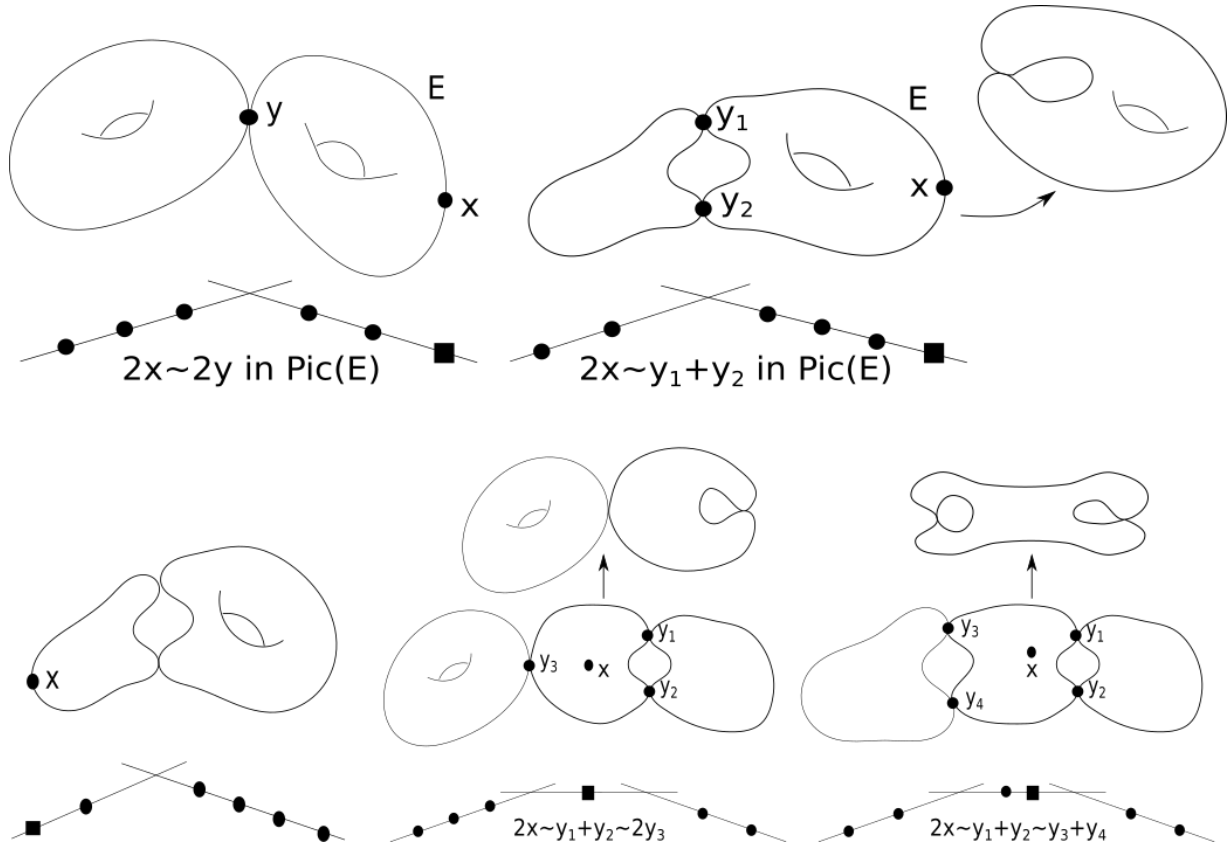 E
y
x
E
y₁
x
y₂
2x~2y in Pic(E)
2x~y₁+y₂ in Pic(E)
x
y₁
y₃
x
y₂
y₃
y₁
x
y₂
y₄
2x~y₁+y₂~2y₃
2x~y₁+y₂~y₃+y₄